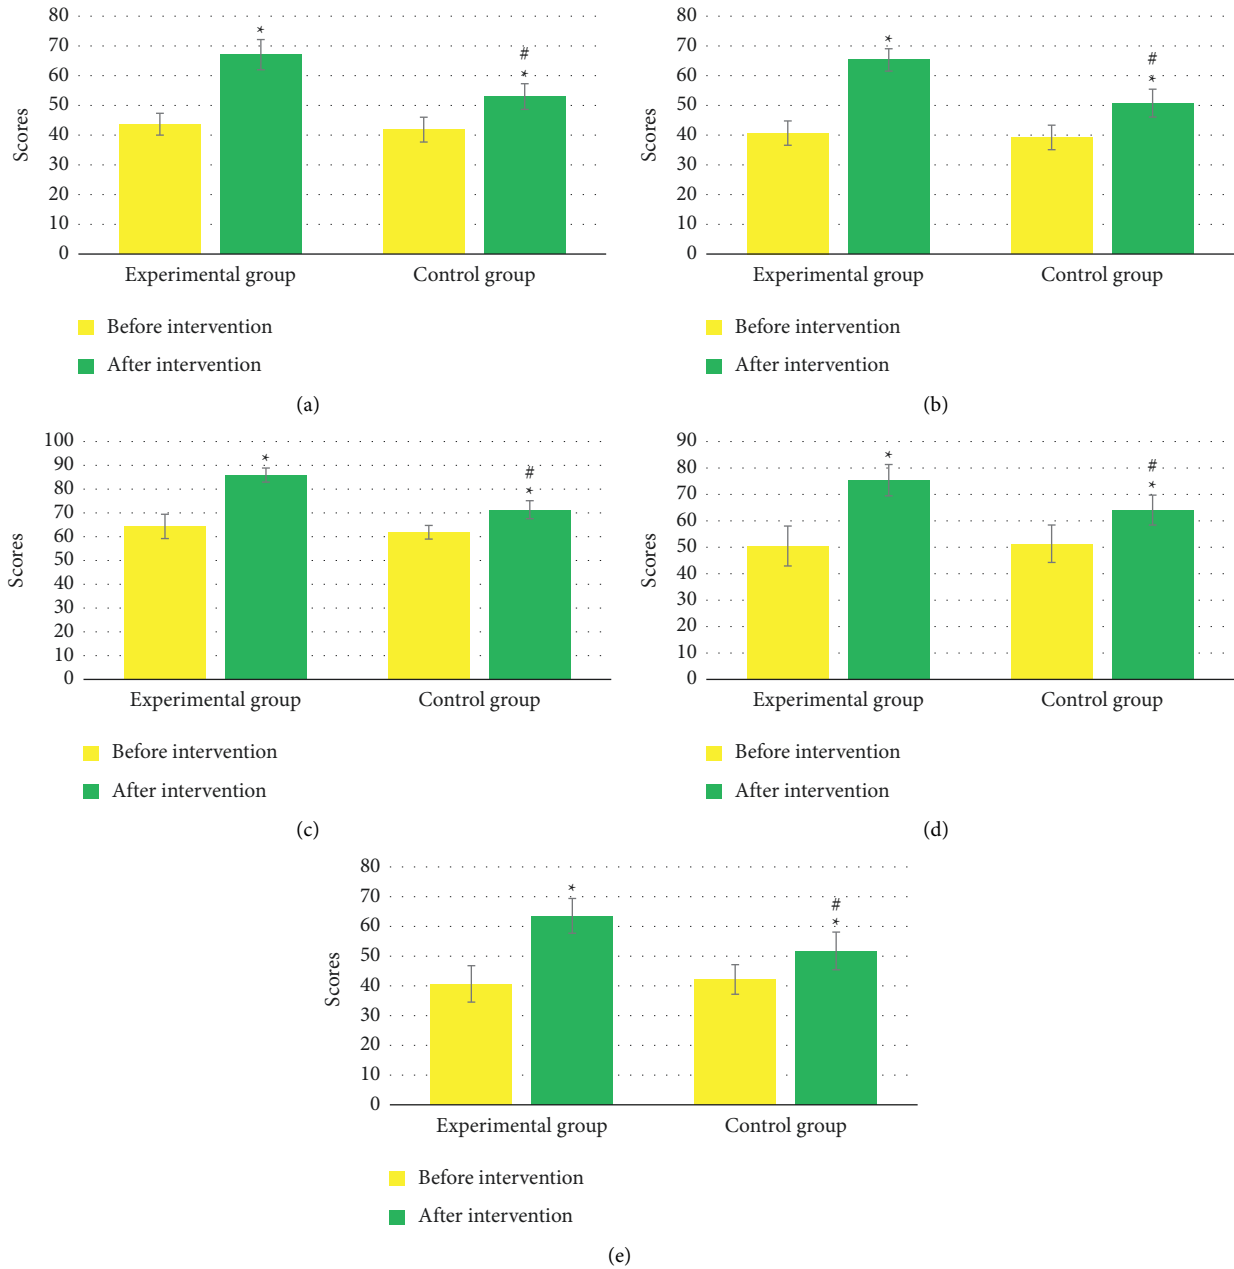 80
70
60
50
40
30
20
10
0
Scores
*
*
#
Experimental group
Control group
Before intervention
After intervention
(a)
80
70
60
50
40
30
20
10
0
Scores
*
#
*
Experimental group
Control group
Before intervention
After intervention
(b)
100
90
80
70
60
50
40
30
20
10
0
Scores
*
#
*
Experimental group
Control group
Before intervention
After intervention
(c)
90
80
70
60
50
40
30
20
10
0
Scores
*
#
*
Experimental group
Control group
Before intervention
After intervention
(d)
80
70
60
50
40
30
20
10
0
Scores
*
#
*
Experimental group
Control group
Before intervention
After intervention
(e)